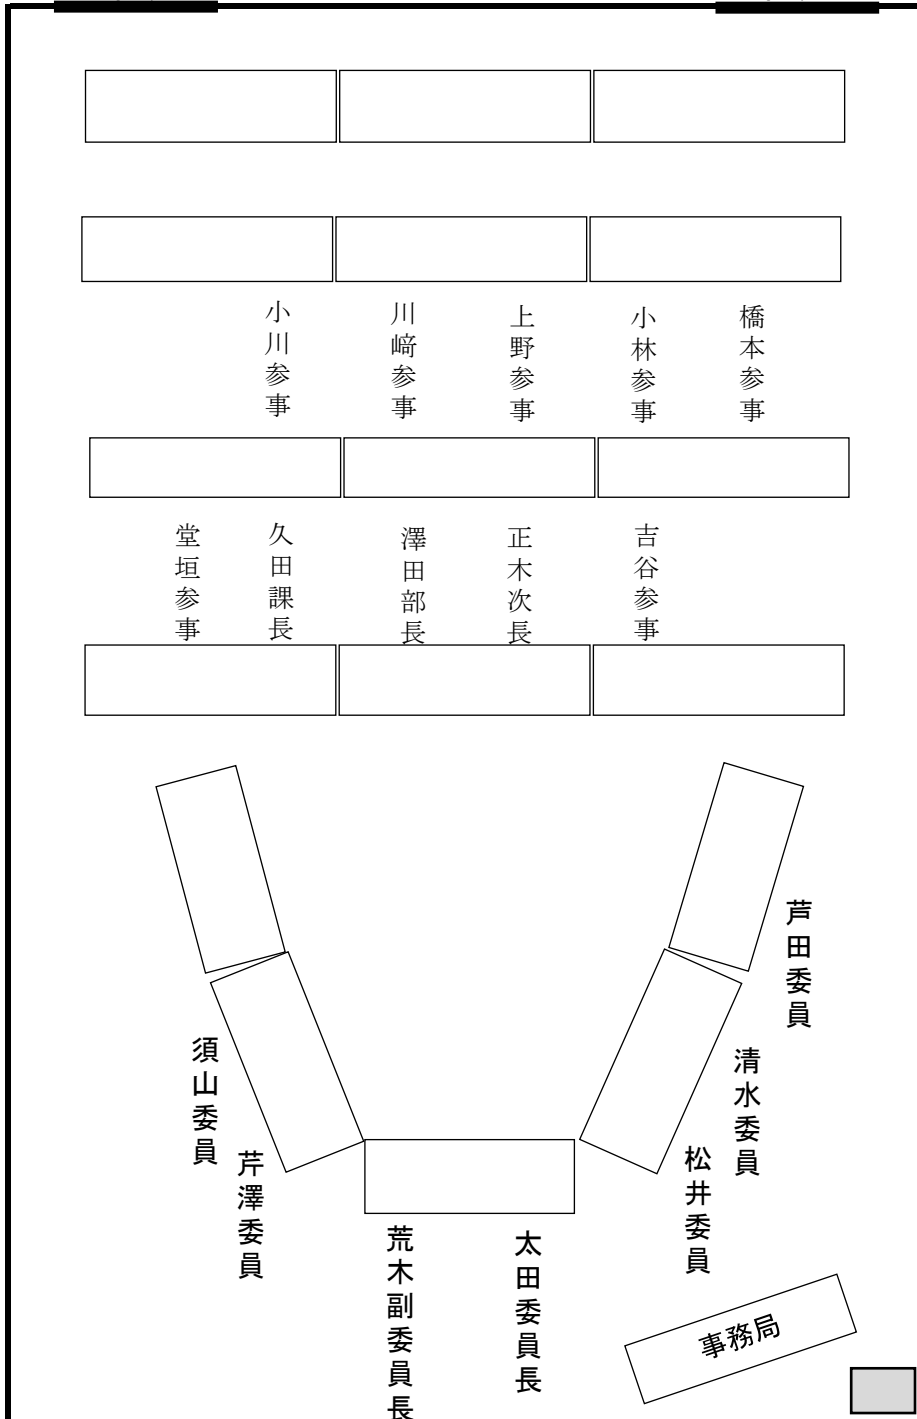 橋本参事
小林参事
上野参事
川﨑参事
小川参事
吉谷参事
正木次長
澤田部長
久田課長
堂垣参事
芦田委員
清水委員
松井委員
太田委員長
荒木副委員長
芹澤委員
須山委員
事務局